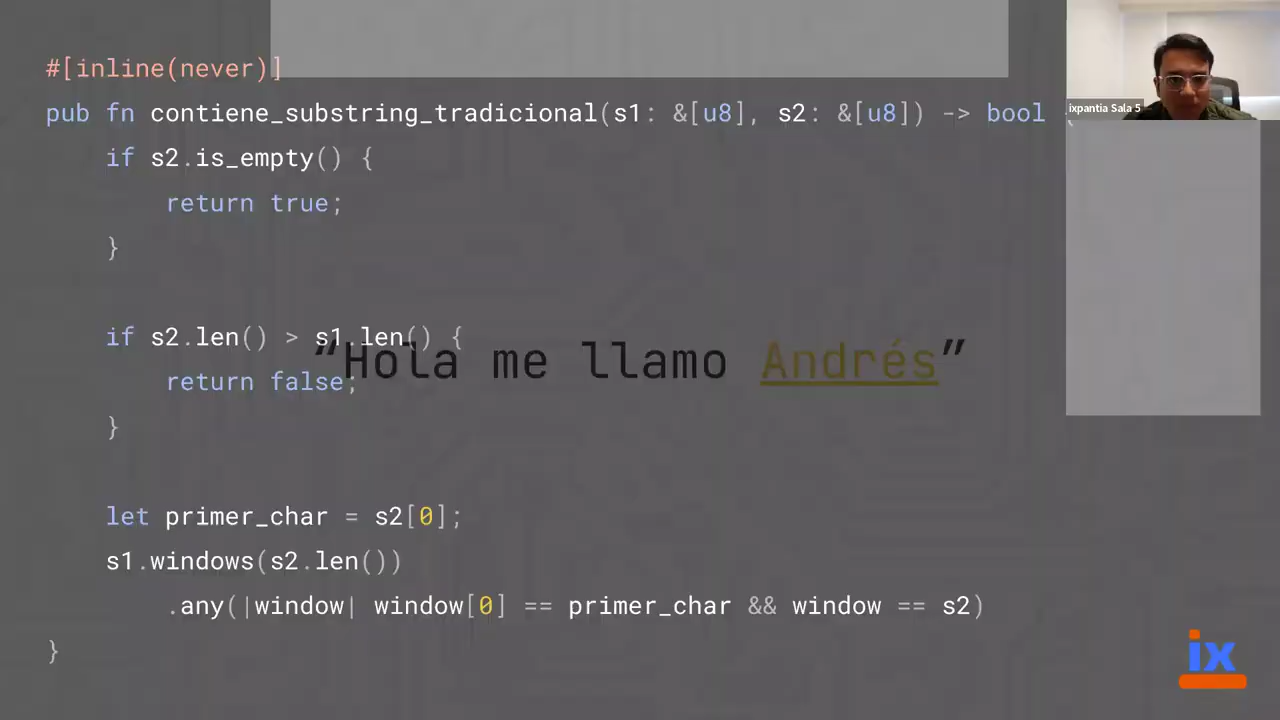 #[inline(never)]
pub fn contiene_substring_tradicional(s1: &[u8], s2: &[u8]) -> bool {
    if s2.is_empty() {
        return true;
    }
    if s2.len() > s1.len() {
“Hola me llamo Andrés”
        return false;
    }
    let primer_char = s2[0];
    s1.windows(s2.len())
        .any(|window| window[0] == primer_char && window == s2)
}
ixpantia Sala 5
ix